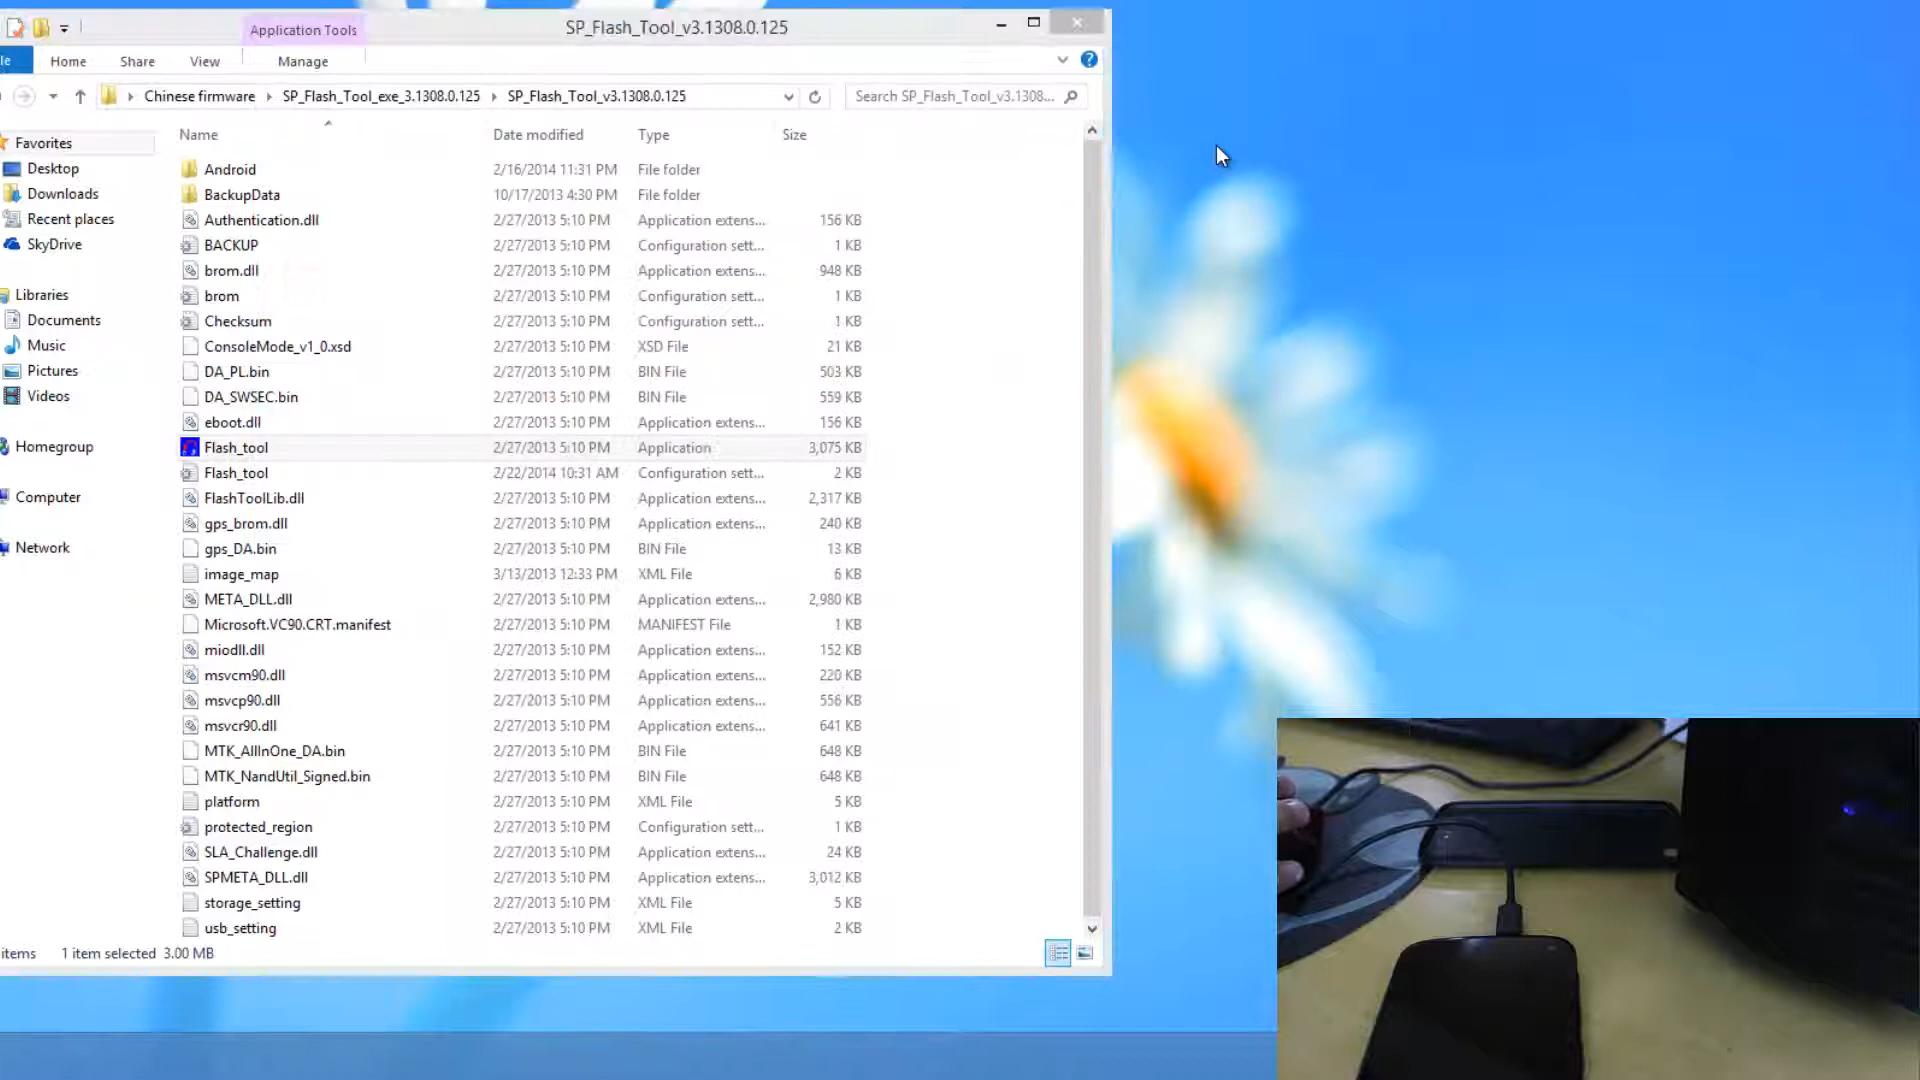 Application Tools
SP_Flash_Tool_v3.1308.0.125
le
Home
Share
View
Manage
Chinese firmware
SP_Flash_Tool_exe_3.1308.0.125
SP_Flash_Tool_v3.1308.0.125
Search SP_Flash_Tool_v3.1308...
Name Date modified Type Size
Favorites
Desktop
Downloads
Recent places
SkyDrive
Libraries
Documents
Music
Pictures
Videos
Homegroup
Computer
Network
Android 2/16/2014 11:31 PM File folder
BackupData 10/17/2013 4:30 PM File folder
Authentication.dll 2/27/2013 5:10 PM Application extens... 156 KB
BACKUP 2/27/2013 5:10 PM Configuration sett... 1 KB
brom.dll 2/27/2013 5:10 PM Application extens... 948 KB
brom 2/27/2013 5:10 PM Configuration sett... 1 KB
Checksum 2/27/2013 5:10 PM Configuration sett... 1 KB
ConsoleMode_v1_0.xsd 2/27/2013 5:10 PM XSD File 21 KB
DA_PL.bin 2/27/2013 5:10 PM BIN File 503 KB
DA_SWSEC.bin 2/27/2013 5:10 PM BIN File 559 KB
eboot.dll 2/27/2013 5:10 PM Application extens... 156 KB
Flash_tool 2/27/2013 5:10 PM Application 3,075 KB
Flash_tool 2/22/2014 10:31 AM Configuration sett... 2 KB
FlashToolLib.dll 2/27/2013 5:10 PM Application extens... 2,317 KB
gps_brom.dll 2/27/2013 5:10 PM Application extens... 240 KB
gps_DA.bin 2/27/2013 5:10 PM BIN File 13 KB
image_map 3/13/2013 12:33 PM XML File 6 KB
META_DLL.dll 2/27/2013 5:10 PM Application extens... 2,980 KB
Microsoft.VC90.CRT.manifest 2/27/2013 5:10 PM MANIFEST File 1 KB
miodll.dll 2/27/2013 5:10 PM Application extens... 152 KB
msvcm90.dll 2/27/2013 5:10 PM Application extens... 220 KB
msvcp90.dll 2/27/2013 5:10 PM Application extens... 556 KB
msvcr90.dll 2/27/2013 5:10 PM Application extens... 641 KB
MTK_AllInOne_DA.bin 2/27/2013 5:10 PM BIN File 648 KB
MTK_NandUtil_Signed.bin 2/27/2013 5:10 PM BIN File 648 KB
platform 2/27/2013 5:10 PM XML File 5 KB
protected_region 2/27/2013 5:10 PM Configuration sett... 1 KB
SLA_Challenge.dll 2/27/2013 5:10 PM Application extens... 24 KB
SPMETA_DLL.dll 2/27/2013 5:10 PM Application extens... 3,012 KB
storage_setting 2/27/2013 5:10 PM XML File 5 KB
usb_setting 2/27/2013 5:10 PM XML File 2 KB
items 1 item selected 3.00 MB